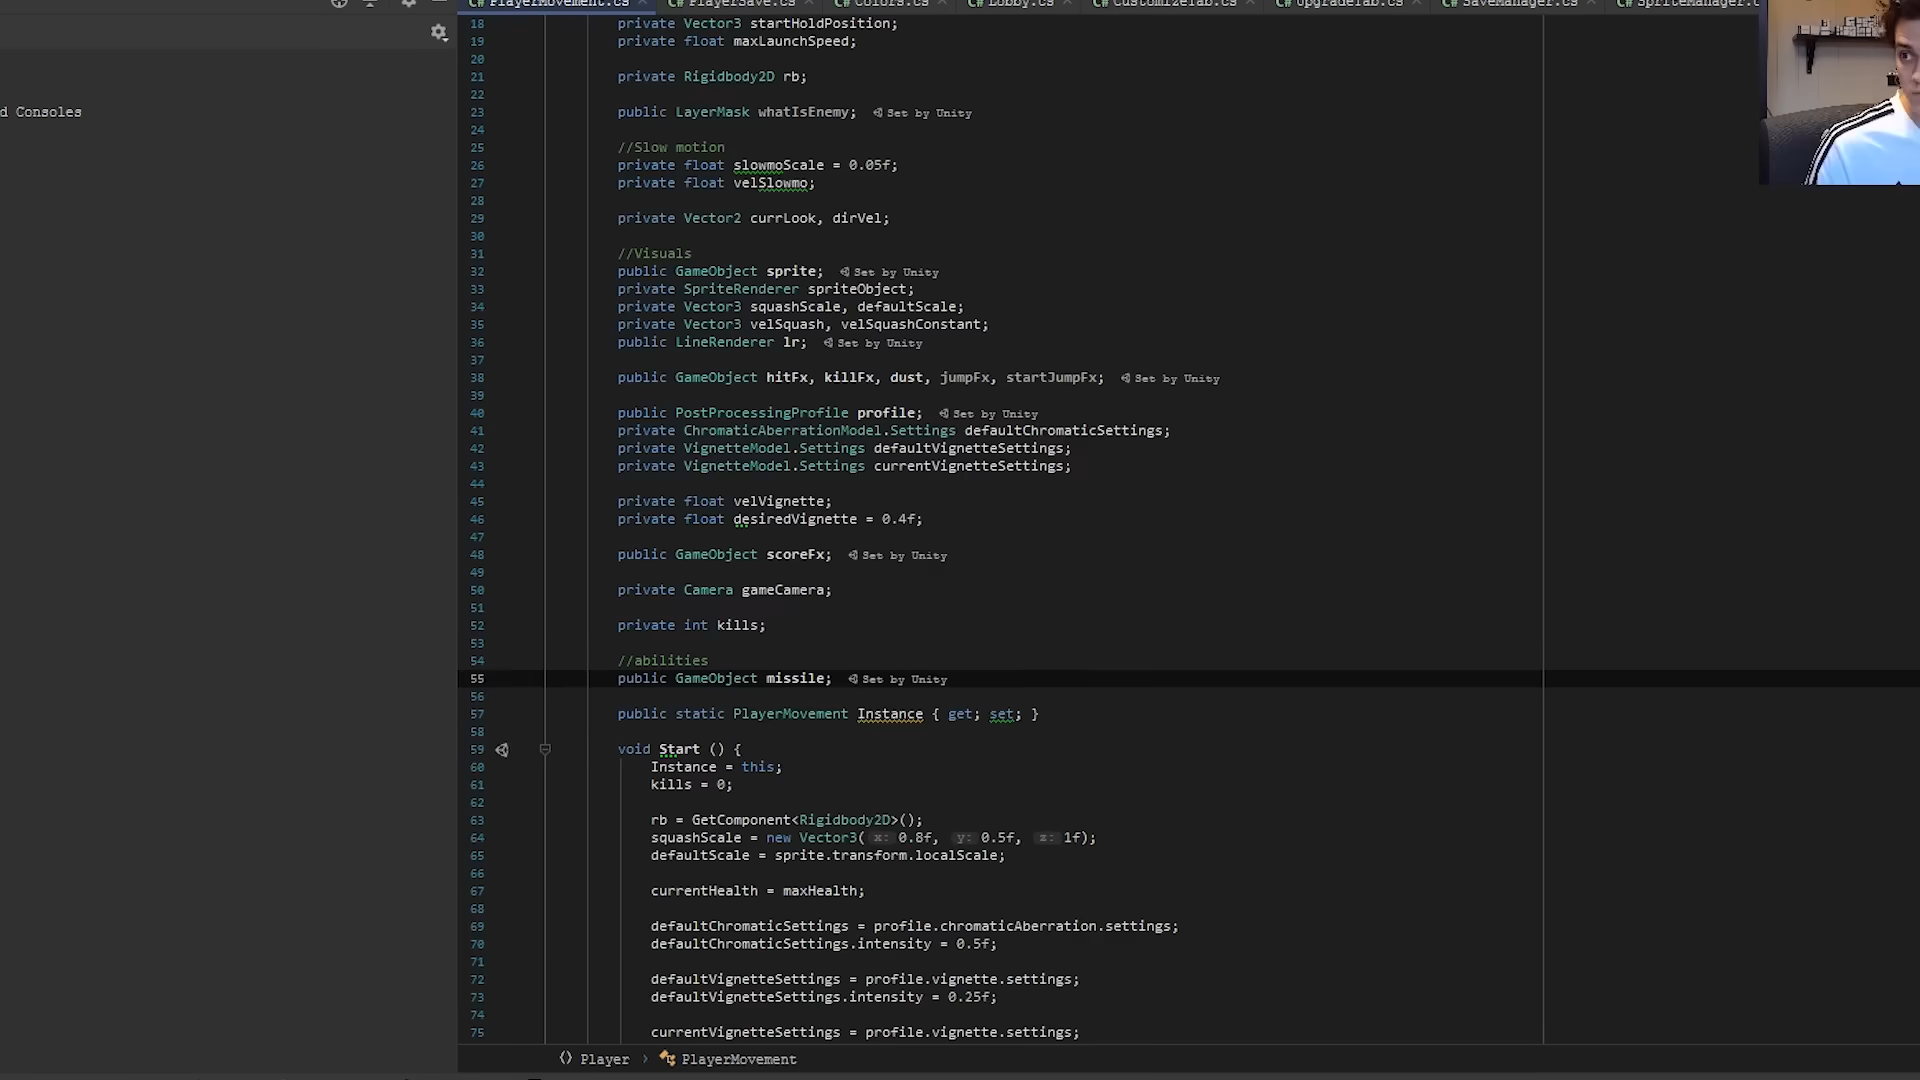 PlayerMovement.cs PlayerSave.cs Colors.cs Lobby.cs CustomizeTab.cs UpgradeTab.cs SaveManager.cs SpriteManager.c
d Consoles
18 private Vector3 startHoldPosition;
19 private float maxLaunchSpeed;
20
21 private Rigidbody2D rb;
22
23 public LayerMask whatIsEnemy; Set by Unity
24
25 //Slow motion
26 private float slowmoScale = 0.05f;
27 private float velSlowmo;
28
29 private Vector2 currLook, dirVel;
30
31 //Visuals
32 public GameObject sprite; Set by Unity
33 private SpriteRenderer spriteObject;
34 private Vector3 squashScale, defaultScale;
35 private Vector3 velSquash, velSquashConstant;
36 public LineRenderer lr; Set by Unity
37
38 public GameObject hitFx, killFx, dust, jumpFx, startJumpFx; Set by Unity
39
40 public PostProcessingProfile profile; Set by Unity
41 private ChromaticAberrationModel.Settings defaultChromaticSettings;
42 private VignetteModel.Settings defaultVignetteSettings;
43 private VignetteModel.Settings currentVignetteSettings;
44
45 private float velVignette;
46 private float desiredVignette = 0.4f;
47
48 public GameObject scoreFx; Set by Unity
49
50 private Camera gameCamera;
51
52 private int kills;
53
54 //abilities
55 public GameObject missile; Set by Unity
56
57 public static PlayerMovement Instance { get; set; }
58
59 void Start () {
60 Instance = this;
61 kills = 0;
62
63 rb = GetComponent<Rigidbody2D>();
64 squashScale = new Vector3( x: 0.8f, y: 0.5f, z: 1f);
65 defaultScale = sprite.transform.localScale;
66
67 currentHealth = maxHealth;
68
69 defaultChromaticSettings = profile.chromaticAberration.settings;
70 defaultChromaticSettings.intensity = 0.5f;
71
72 defaultVignetteSettings = profile.vignette.settings;
73 defaultVignetteSettings.intensity = 0.25f;
74
75 currentVignetteSettings = profile.vignette.settings;
Player › PlayerMovement